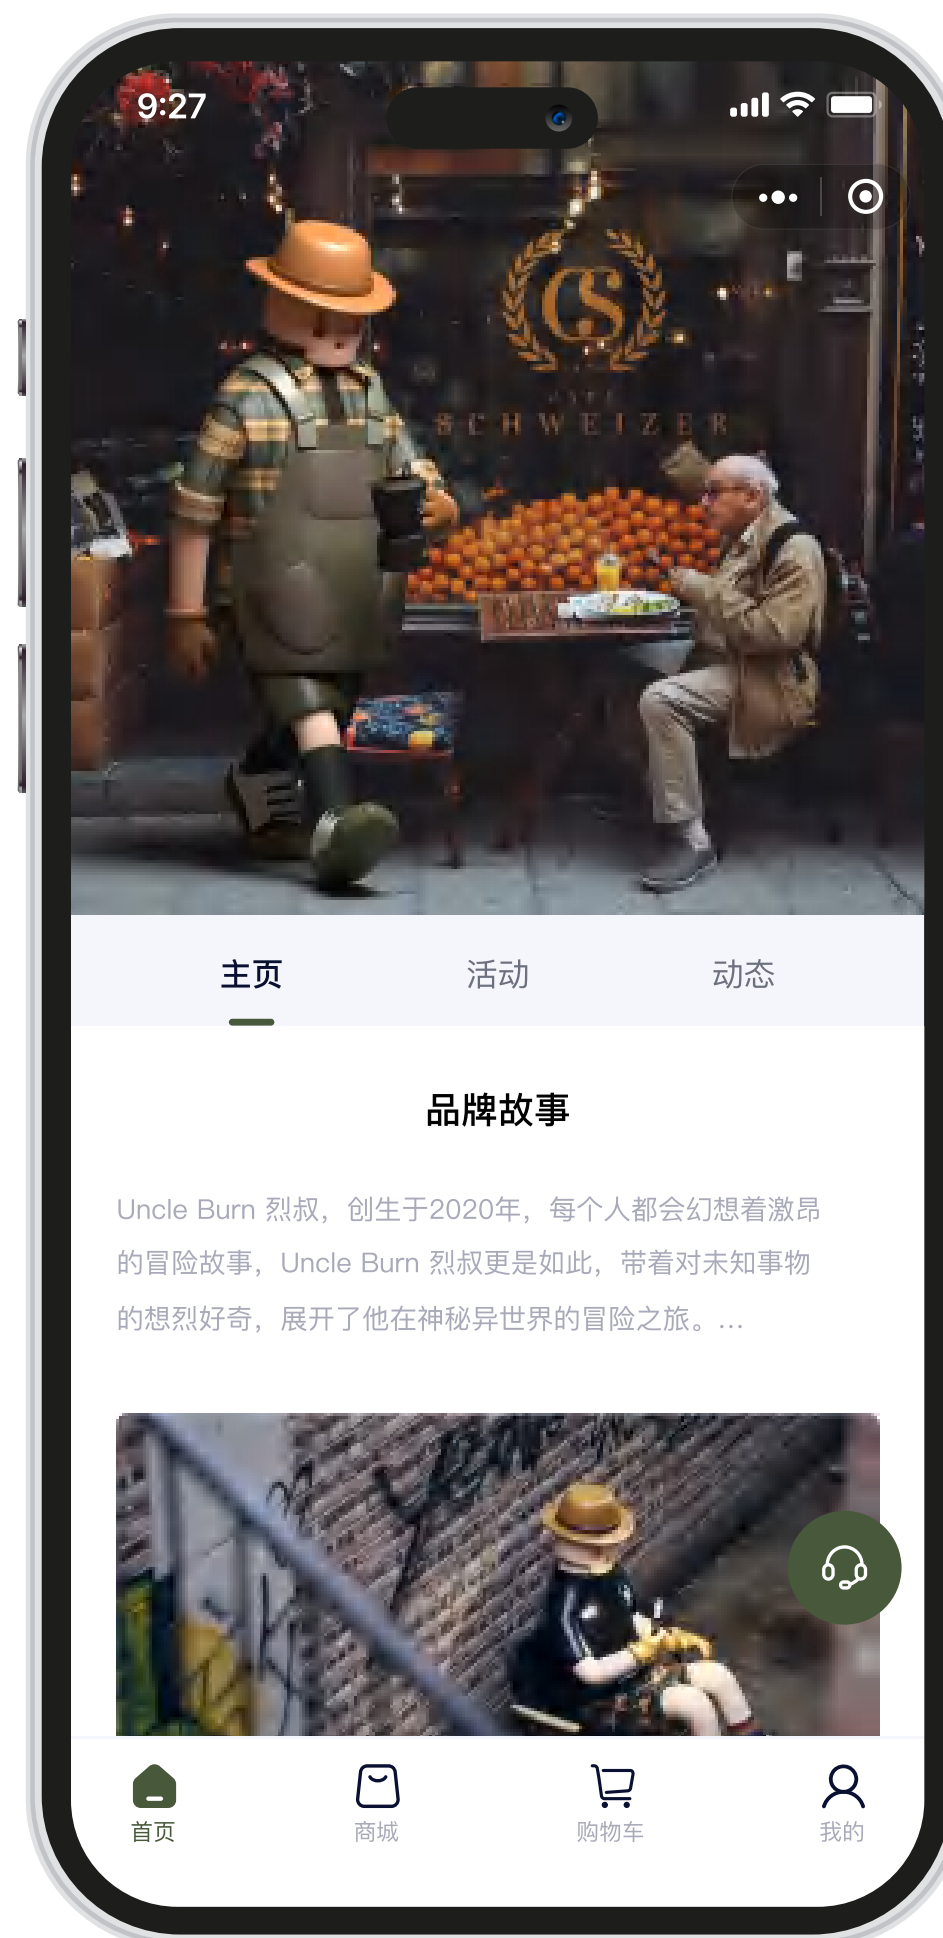 9:27
CS
SCHWEIZER
主页
活动
动态
品牌故事
Uncle Burn 烈叔，创生于2020年，每个人都会幻想着激昂
的冒险故事，Uncle Burn 烈叔更是如此，带着对未知事物
的想烈好奇，展开了他在神秘异世界的冒险之旅。...
首页
商城
购物车
我的